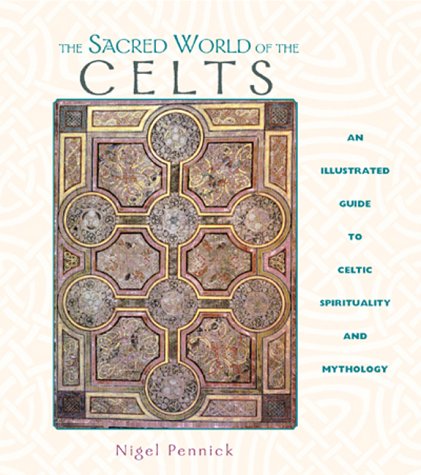 THE SACRED WORLD OF THE
CELTS
AN
ILLUSTRATED
GUIDE
TO
CELTIC
SPIRITUALITY
AND
MYTHOLOGY
Nigel Pennick